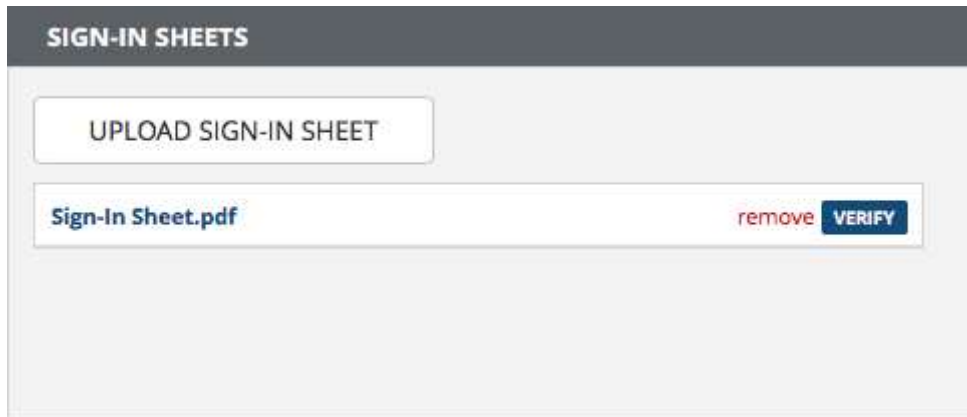 SIGN-IN SHEETS
UPLOAD SIGN-IN SHEET
Sign-In Sheet.pdf remove VERIFY